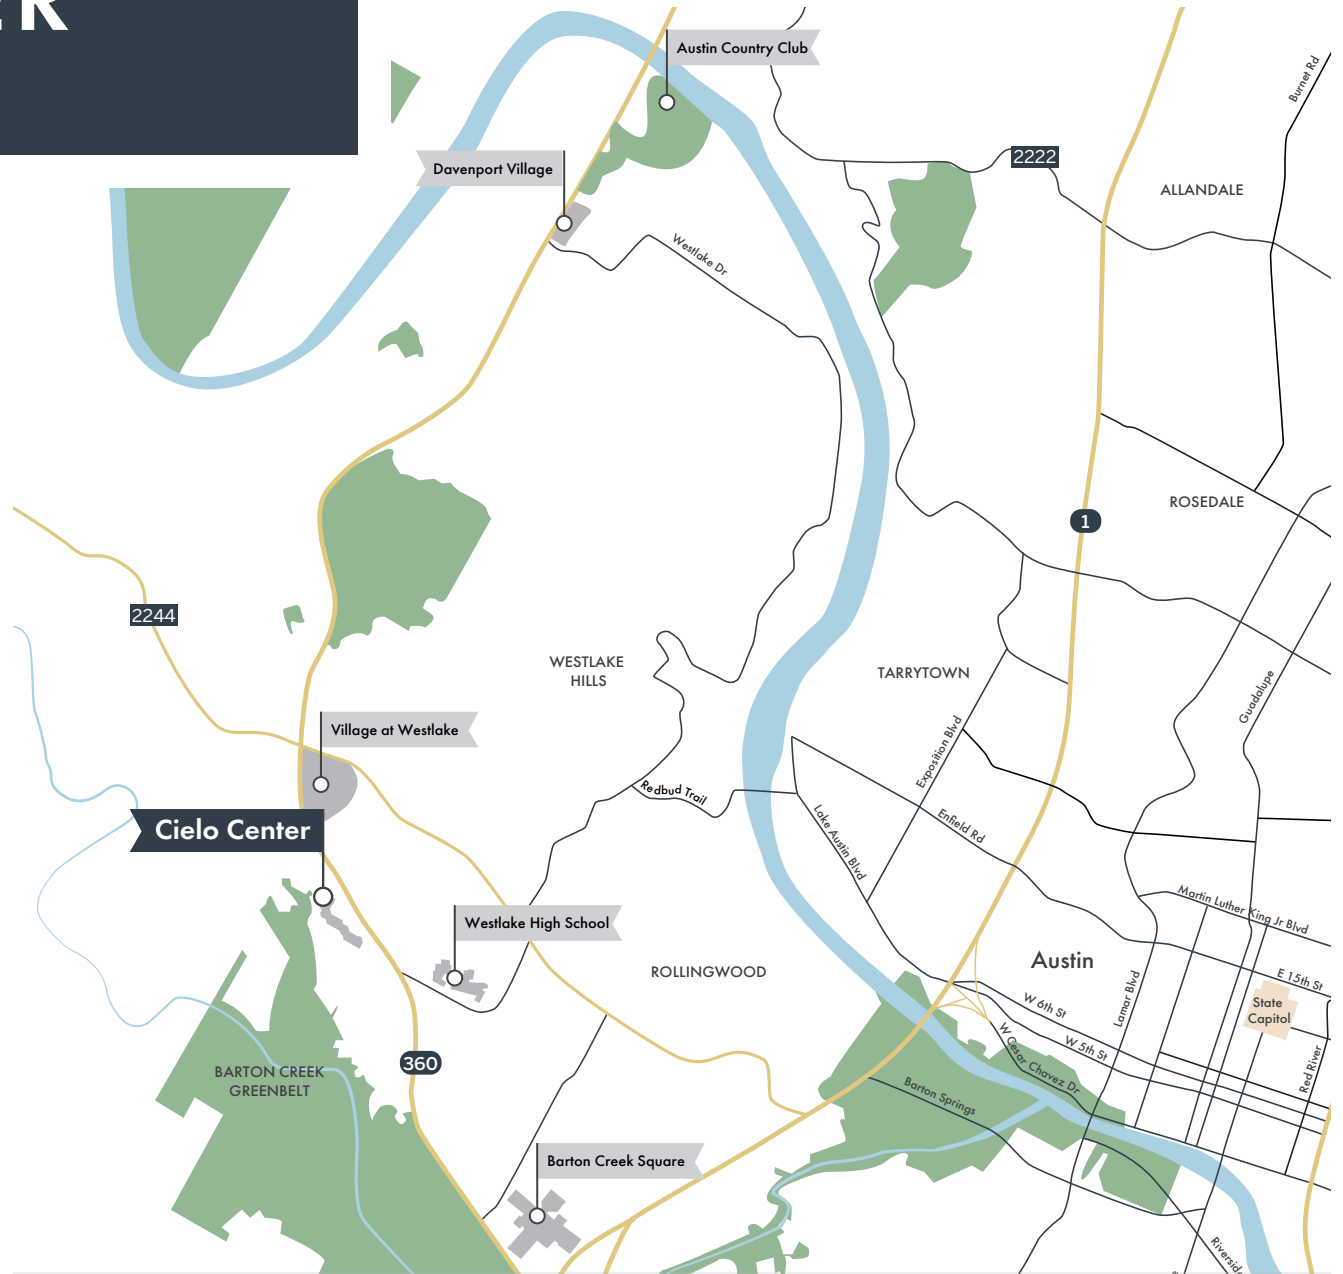 Austin Country Club
Burnet Rd
2222
Davenport Village
ALLANDALE
Westlake Dr
ROSEDALE
1
2244
WESTLAKE
HILLS
TARRYTOWN
Guadalupe
Village at Westlake
Exposition Blvd
Redbud Trail
Cielo Center
Lake Austin Blvd
Enfield Rd
Martin Luther King Jr Blvd
Westlake High School
ROLLINGWOOD
Austin
E 15th St
Lamar Blvd
W 6th St
State
Capitol
W 5th St
W Cesar Chavez Dr
360
Red River
BARTON CREEK
GREENBELT
Barton Springs
Barton Creek Square